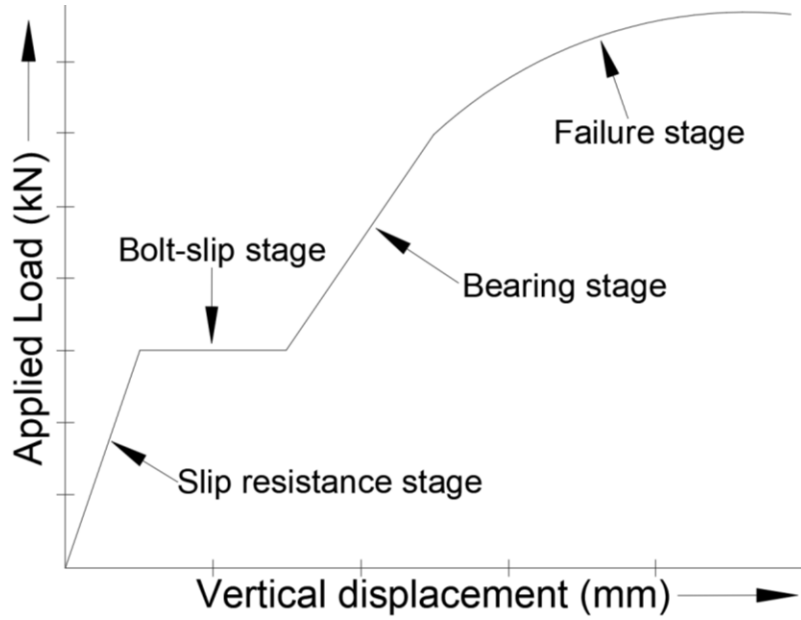 Applied Load (kN)
Failure stage
Bolt-slip stage
Bearing stage
Slip resistance stage
Vertical displacement (mm)